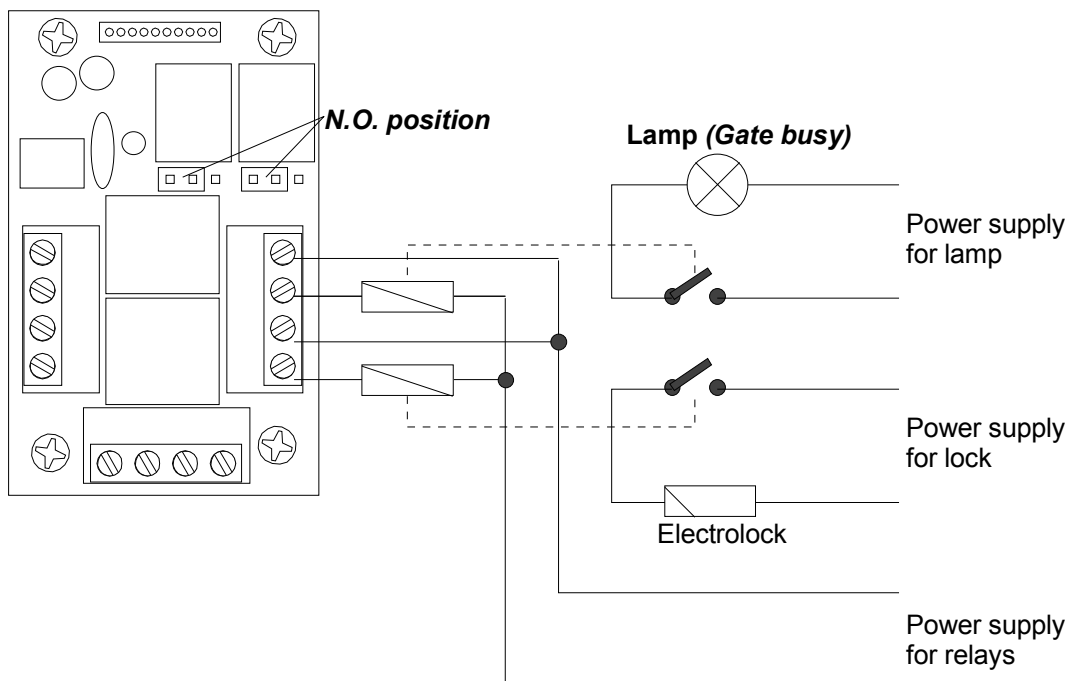 N.O. position
Lamp (Gate busy)
Power supply
for lamp
Power supply
for lock
Electrolock
Power supply
for relays